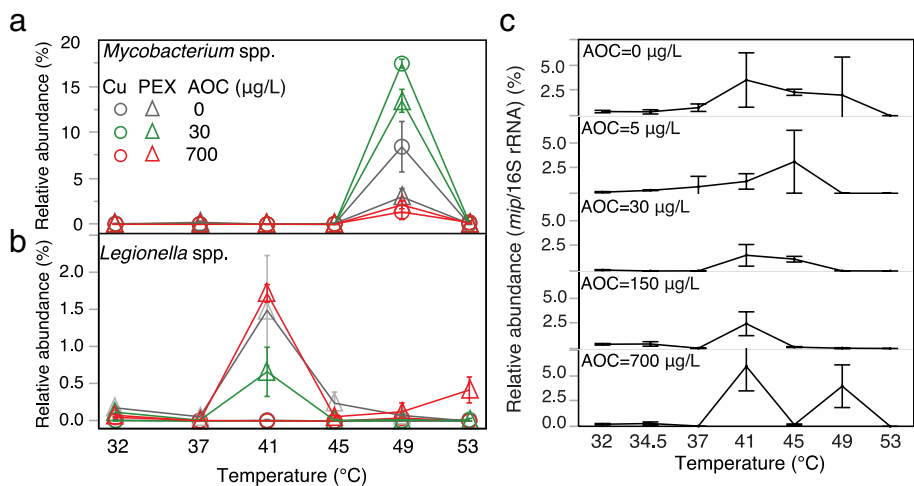 a
Relative abundance (%)
20
15
10
5
0
Mycobacterium spp.
Cu PEX AOC (μg/L)
0
30
700
b
Relative abundance (%)
2.0
1.5
1.0
0.5
0.0
Legionella spp.
32 37 41 45 49 53
Temperature (°C)
c
Relative abundance (mip/16S rRNA) (%)
AOC=0 μg/L
5.0
2.5
AOC=5 μg/L
5.0
2.5
AOC=30 μg/L
5.0
2.5
AOC=150 μg/L
5.0
2.5
AOC=700 μg/L
5.0
2.5
0.0
32 34.5 37 41 45 49 53
Temperature (°C)